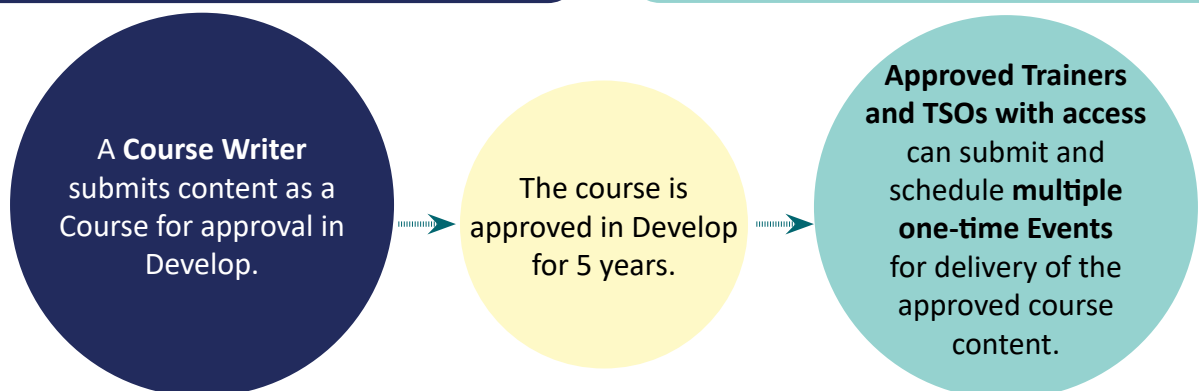 A Course Writer
submits content as a
Course for approval in
Develop.
The course is
approved in Develop
for 5 years.
Approved Trainers
and TSOs with access
can submit and
schedule multiple
one-time Events
for delivery of the
approved course
content.